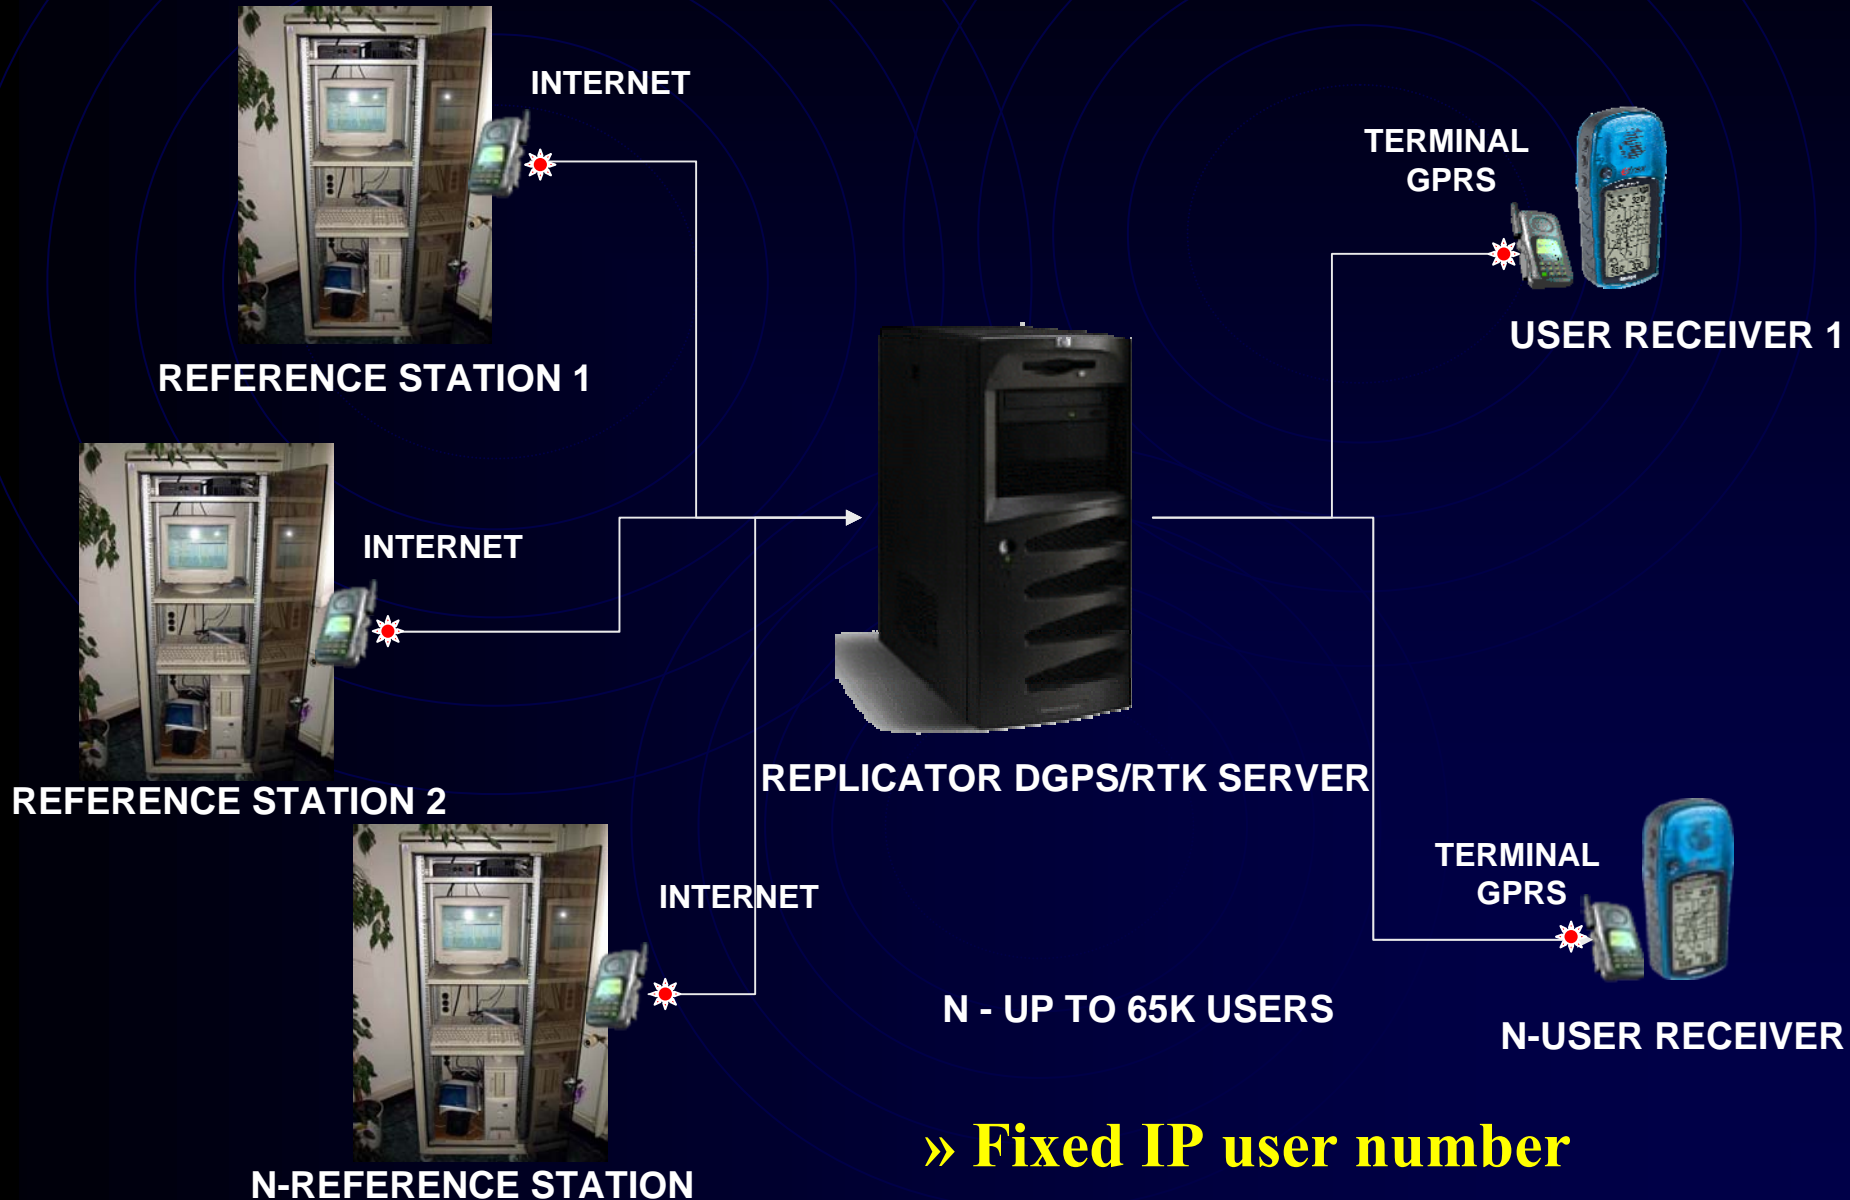 INTERNET
TERMINAL
GPRS
USER RECEIVER 1
REFERENCE STATION 1
INTERNET
REPLICATOR DGPS/RTK SERVER
REFERENCE STATION 2
TERMINAL
GPRS
INTERNET
N - UP TO 65K USERS
N-USER RECEIVER
» Fixed IP user number
N-REFERENCE STATION